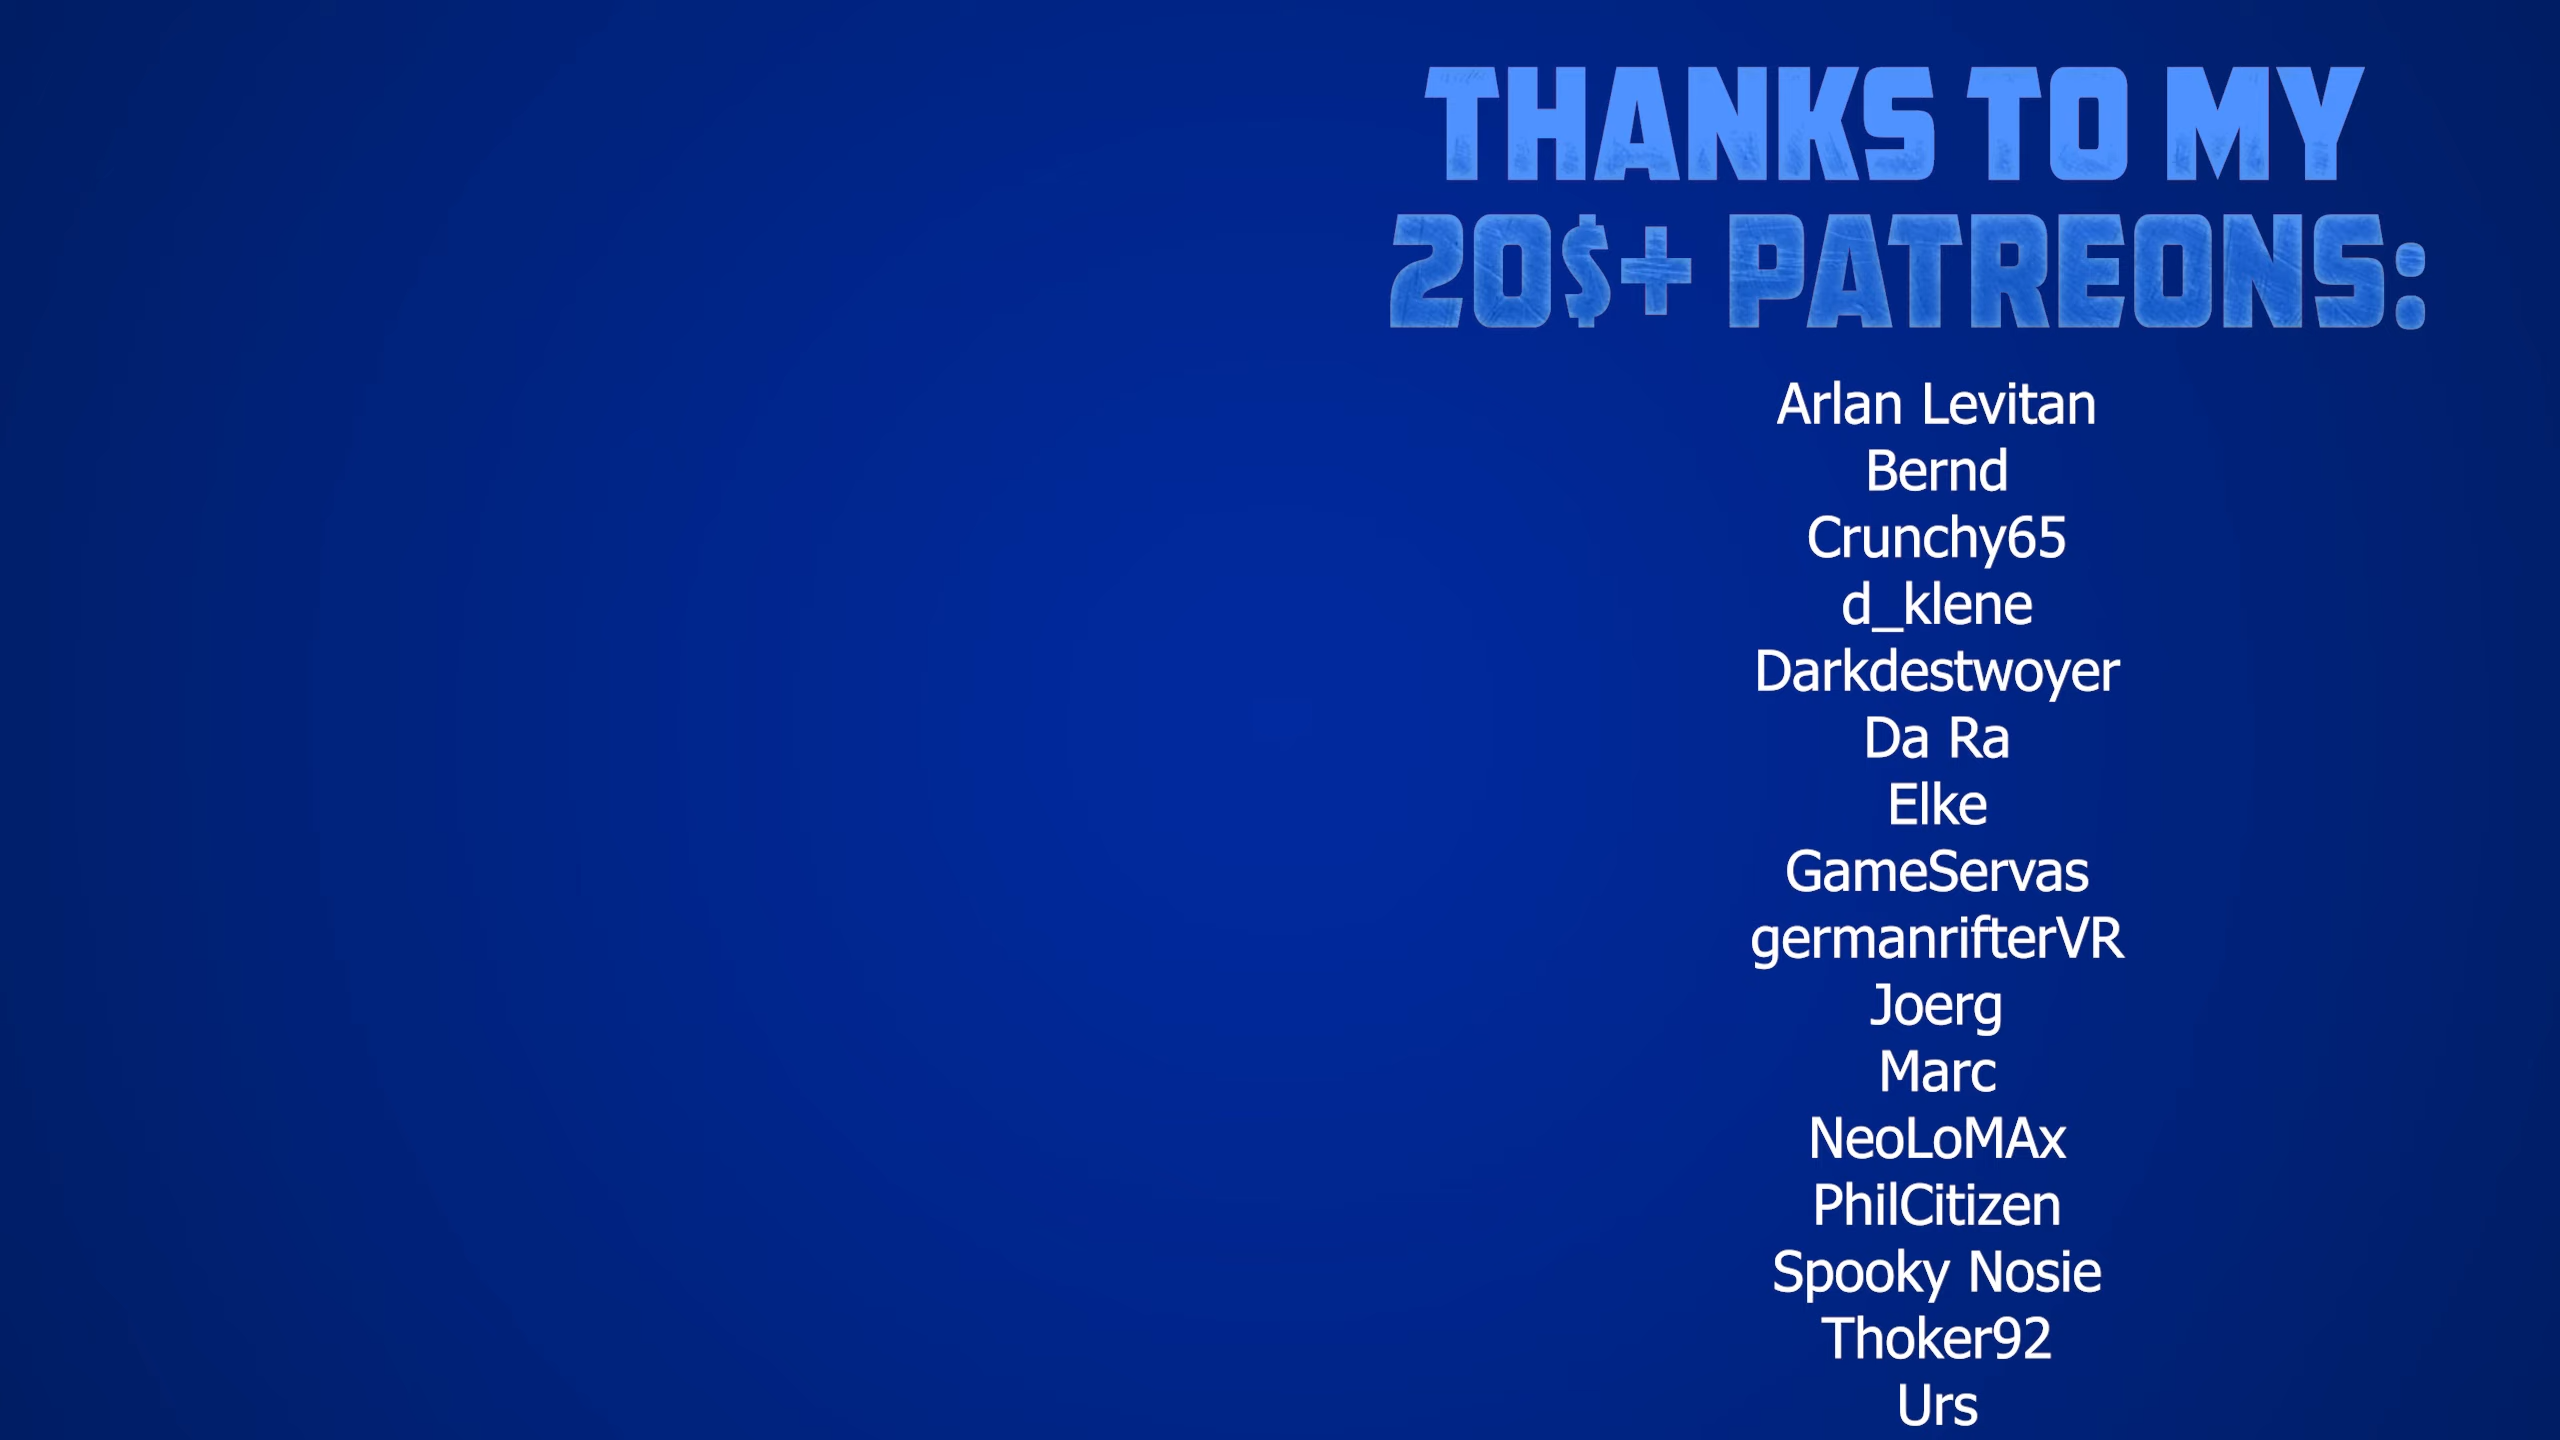 THANKS TO MY
20$+ PATREONS:
Arlan Levitan
Bernd
Crunchy65
d_klene
Darkdestwoyer
Da Ra
Elke
GameServas
germanrifterVR
Joerg
Marc
NeoLoMAx
PhilCitizen
Spooky Nosie
Thoker92
Urs